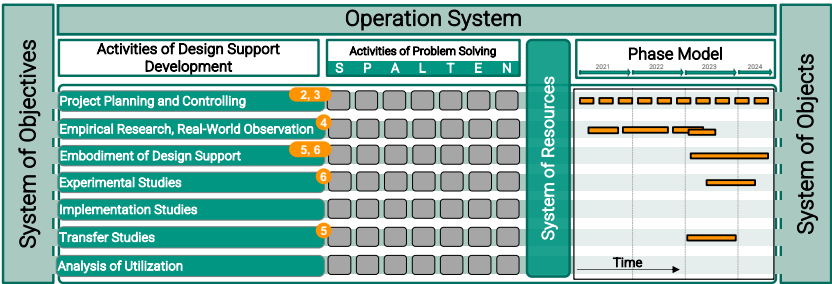 Operation System
System of Objectives
Activities of Design Support
Development
Activities of Problem Solving
S P A L T E N
System of Resources
Phase Model
2021 2022 2023 2024
System of Objects
Project Planning and Controlling 2, 3
Empirical Research, Real-World Observation 4
Embodiment of Design Support 5, 6
Experimental Studies 6
Implementation Studies
Transfer Studies 5
Analysis of Utilization
Time